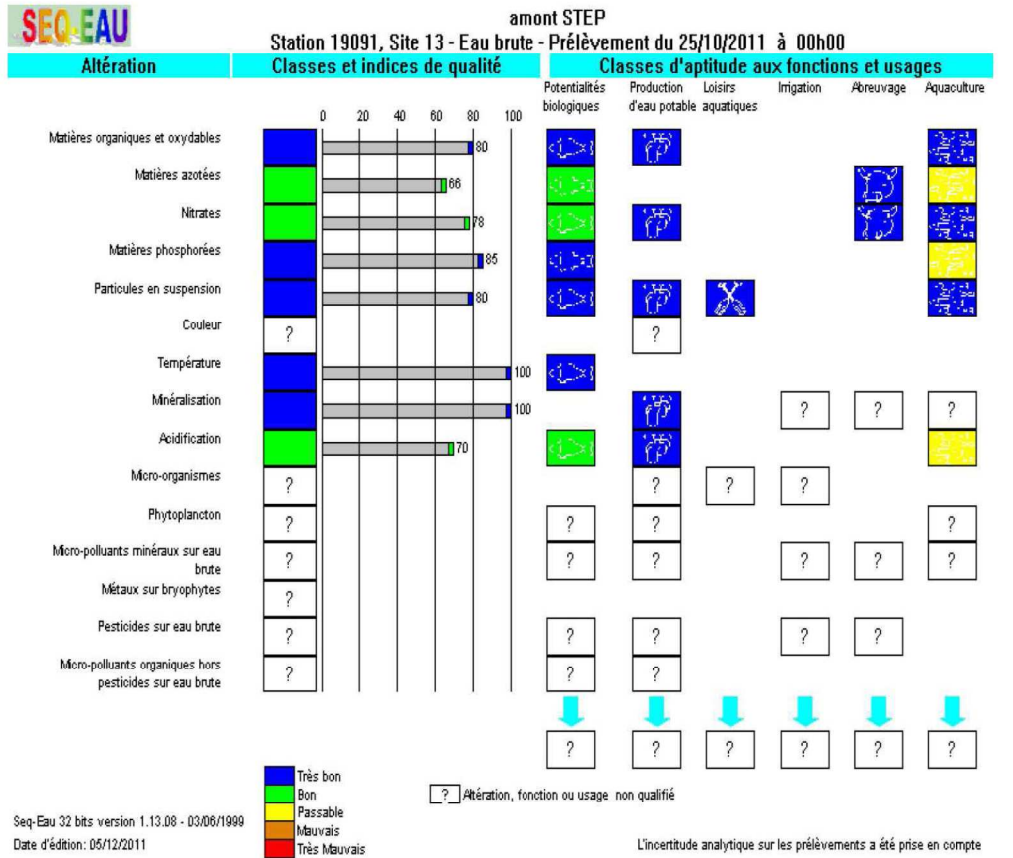 SEQ-EAU
amont STEP
Station 19091, Site 13 - Eau brute - Prélèvement du 25/10/2011 à 00h00
Altération
Classes et indices de qualité
Classes d'aptitude aux fonctions et usages
Potentialités biologiques
Production d'eau potable
Loisirs aquatiques
Irrigation
Abreuvage
Aquaculture
0 20 40 60 80 100
Matières organiques et oxydables 80
Matières azotées 66
Nitrates 78
Matières phosphorées 85
Particules en suspension 80
Couleur ? ?
Température 100
Minéralisation 100 ? ? ?
Acidification 70
Micro-organismes ? ? ? ?
Phytoplancton ? ? ? ?
Micro-polluants minéraux sur eau
brute ? ? ? ? ? ?
Métaux sur bryophytes ?
Pesticides sur eau brute ? ? ? ? ?
Micro-polluants organiques hors
pesticides sur eau brute ? ? ?
? ? ? ? ? ?
Très bon
Bon
Passable
Mauvais
Très Mauvais
? Altération, fonction ou usage non qualifié
Seq-Eau 32 bits version 1.13.08 - 03/06/1999
Date d'édition: 05/12/2011
L'incertitude analytique sur les prélèvements a été prise en compte